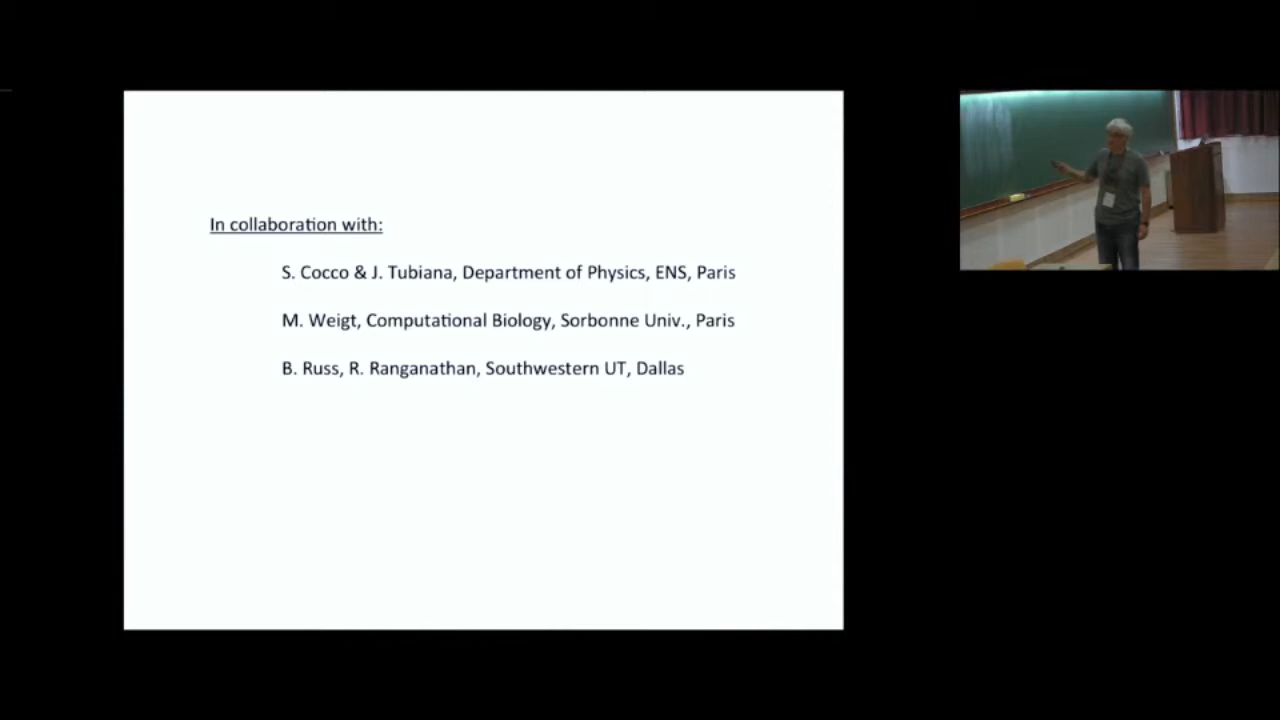 In collaboration with:
S. Cocco & J. Tubiana, Department of Physics, ENS, Paris
M. Weigt, Computational Biology, Sorbonne Univ., Paris
B. Russ, R. Ranganathan, Southwestern UT, Dallas